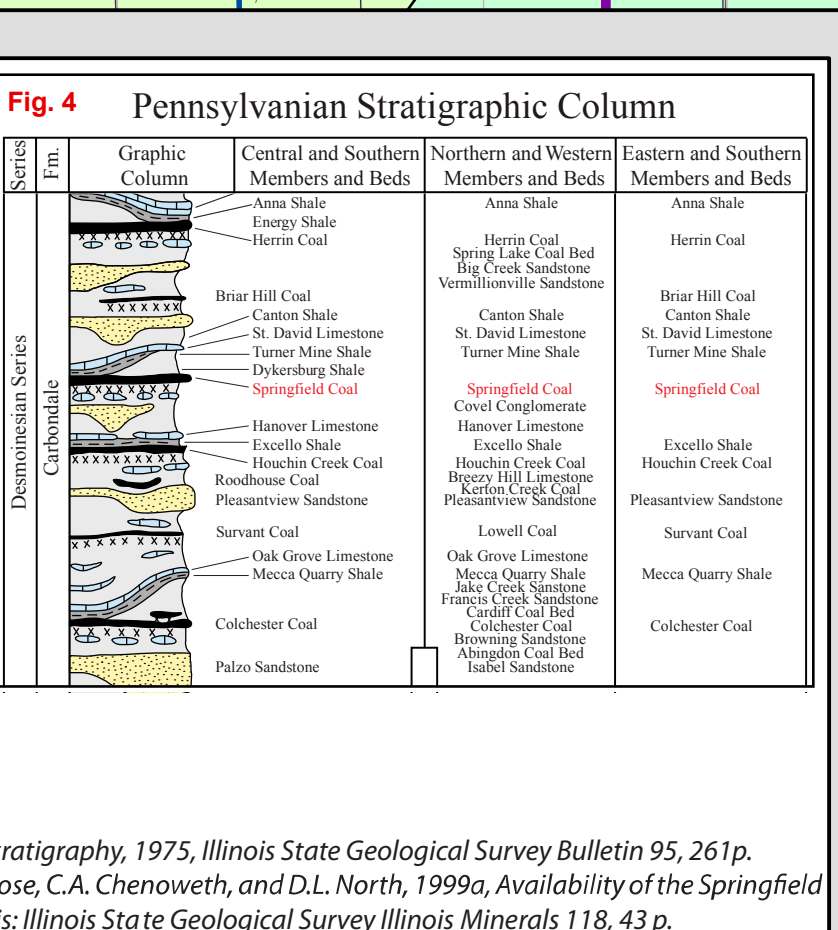 Fig. 4
Pennsylvanian Stratigraphic Column
Series
Fm.
Graphic
Column
Central and Southern
Members and Beds
Northern and Western
Members and Beds
Eastern and Southern
Members and Beds
Desmoinesian Series
Carbondale
Anna Shale
Energy Shale
Herrin Coal
Briar Hill Coal
Canton Shale
St. David Limestone
Turner Mine Shale
Dykersburg Shale
Springfield Coal
Hanover Limestone
Excello Shale
Houchin Creek Coal
Roodhouse Coal
Pleasantview Sandstone
Survant Coal
Oak Grove Limestone
Mecca Quarry Shale
Colchester Coal
Palzo Sandstone
Anna Shale
Herrin Coal
Spring Lake Coal Bed
Big Creek Sandstone
Vermillionville Sandstone
Canton Shale
St. David Limestone
Turner Mine Shale
Springfield Coal
Covel Conglomerate
Hanover Limestone
Excello Shale
Houchin Creek Coal
Breezy Hill Limestone
Kerton Creek Coal
Pleasantview Sandstone
Lowell Coal
Oak Grove Limestone
Mecca Quarry Shale
Jake Creek Sanstone
Francis Creek Sandstone
Cardiff Coal Bed
Colchester Coal
Browning Sandstone
Abingdon Coal Bed
Isabel Sandstone
Anna Shale
Herrin Coal
Briar Hill Coal
Canton Shale
St. David Limestone
Turner Mine Shale
Springfield Coal
Excello Shale
Houchin Creek Coal
Pleasantview Sandstone
Survant Coal
Mecca Quarry Shale
Colchester Coal
ratigraphy, 1975, Illinois State Geological Survey Bulletin 95, 261p.
ose, C.A. Chenoweth, and D.L. North, 1999a, Availability of the Springfield
is: Illinois State Geological Survey Illinois Minerals 118, 43 p.